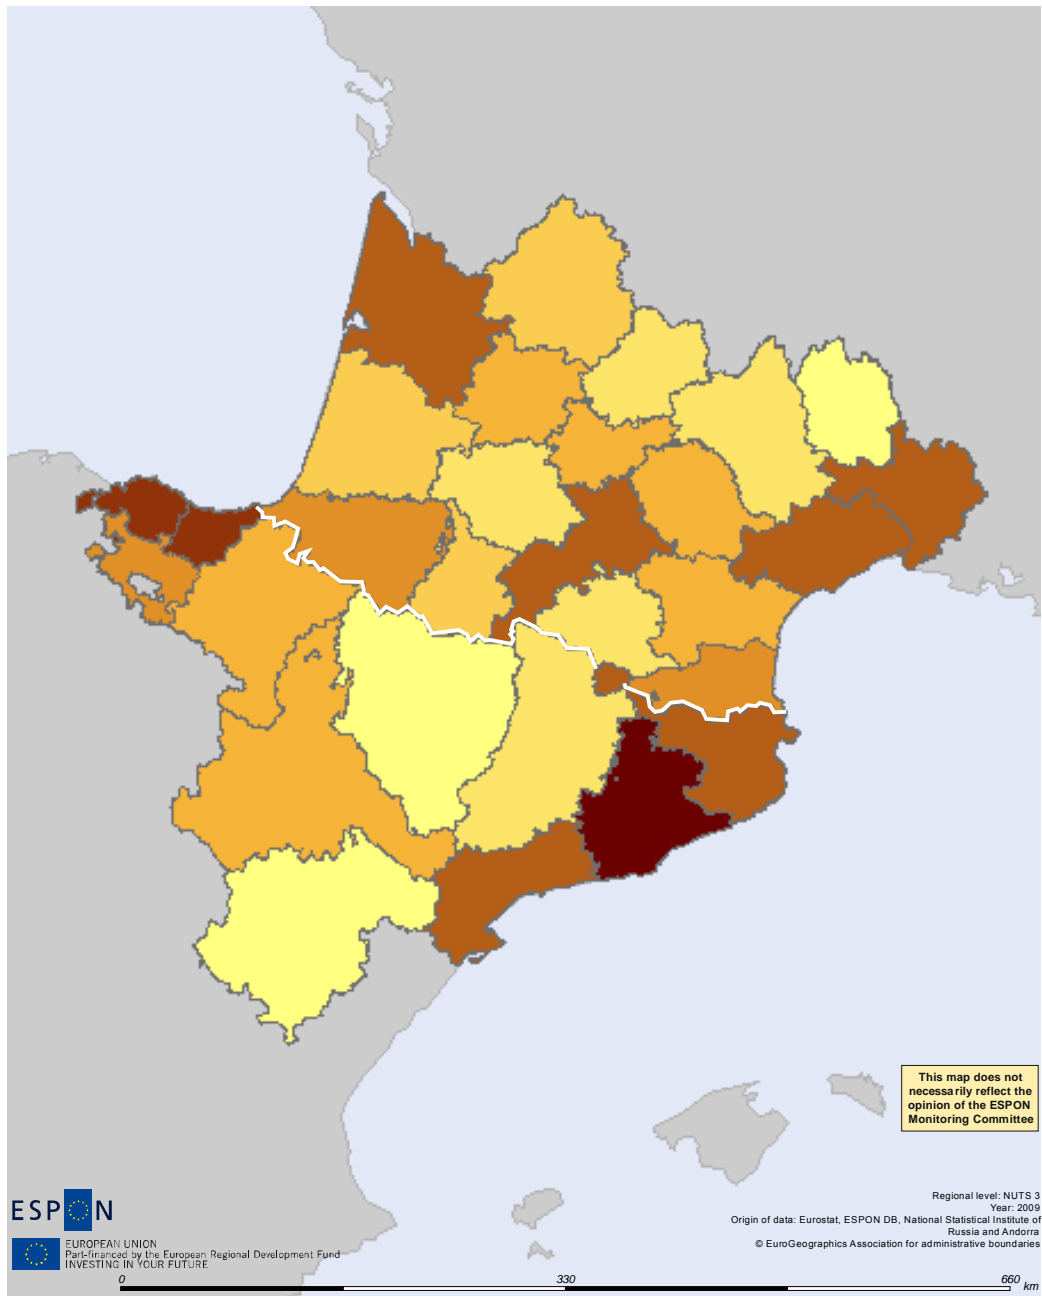 This map does not
necessarily reflect the
opinion of the ESPON
Monitoring Committee
ESPON
EUROPEAN UNION
Part-financed by the European Regional Development Fund
INVESTING IN YOUR FUTURE
Regional level: NUTS 3
Year: 2009
Origin of data: Eurostat, ESPON DB, National Statistical Institute of
Russia and Andorra
© EuroGeographics Association for administrative boundaries
0 330 660 km